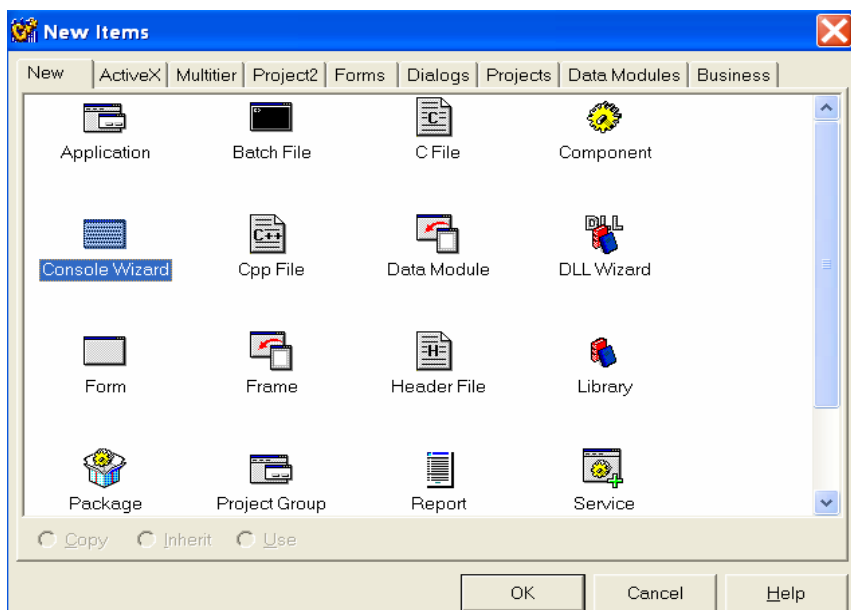 New Items
New ActiveX Multitier Project2 Forms Dialogs Projects Data Modules Business
Application Batch File C File Component
Console Wizard Cpp File Data Module DLL Wizard
Form Frame Header File Library
Package Project Group Report Service
Copy Inherit Use
OK Cancel Help